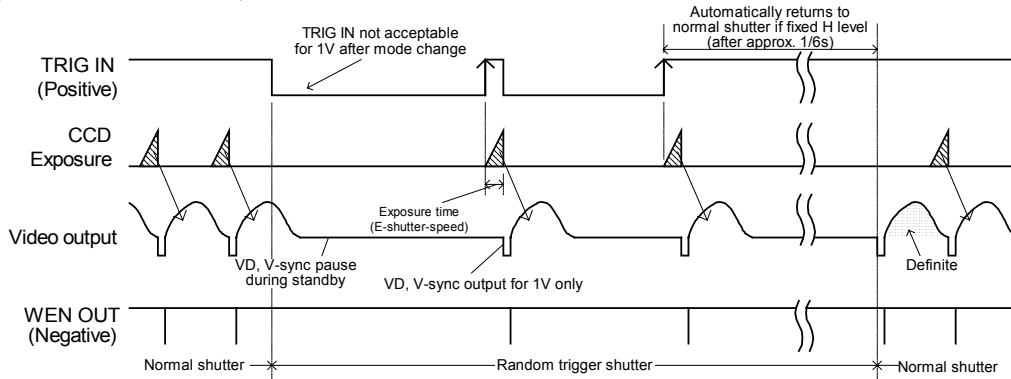 Automatically returns to
normal shutter if fixed H level
(after approx. 1/6s)
TRIG IN not acceptable
for 1V after mode change
TRIG IN
(Positive)
CCD
Exposure
Exposure time
(E-shutter-speed)
Video output
VD, V-sync pause
during standby
VD, V-sync output for 1V only
Definite
WEN OUT
(Negative)
Normal shutter
Random trigger shutter
Normal shutter